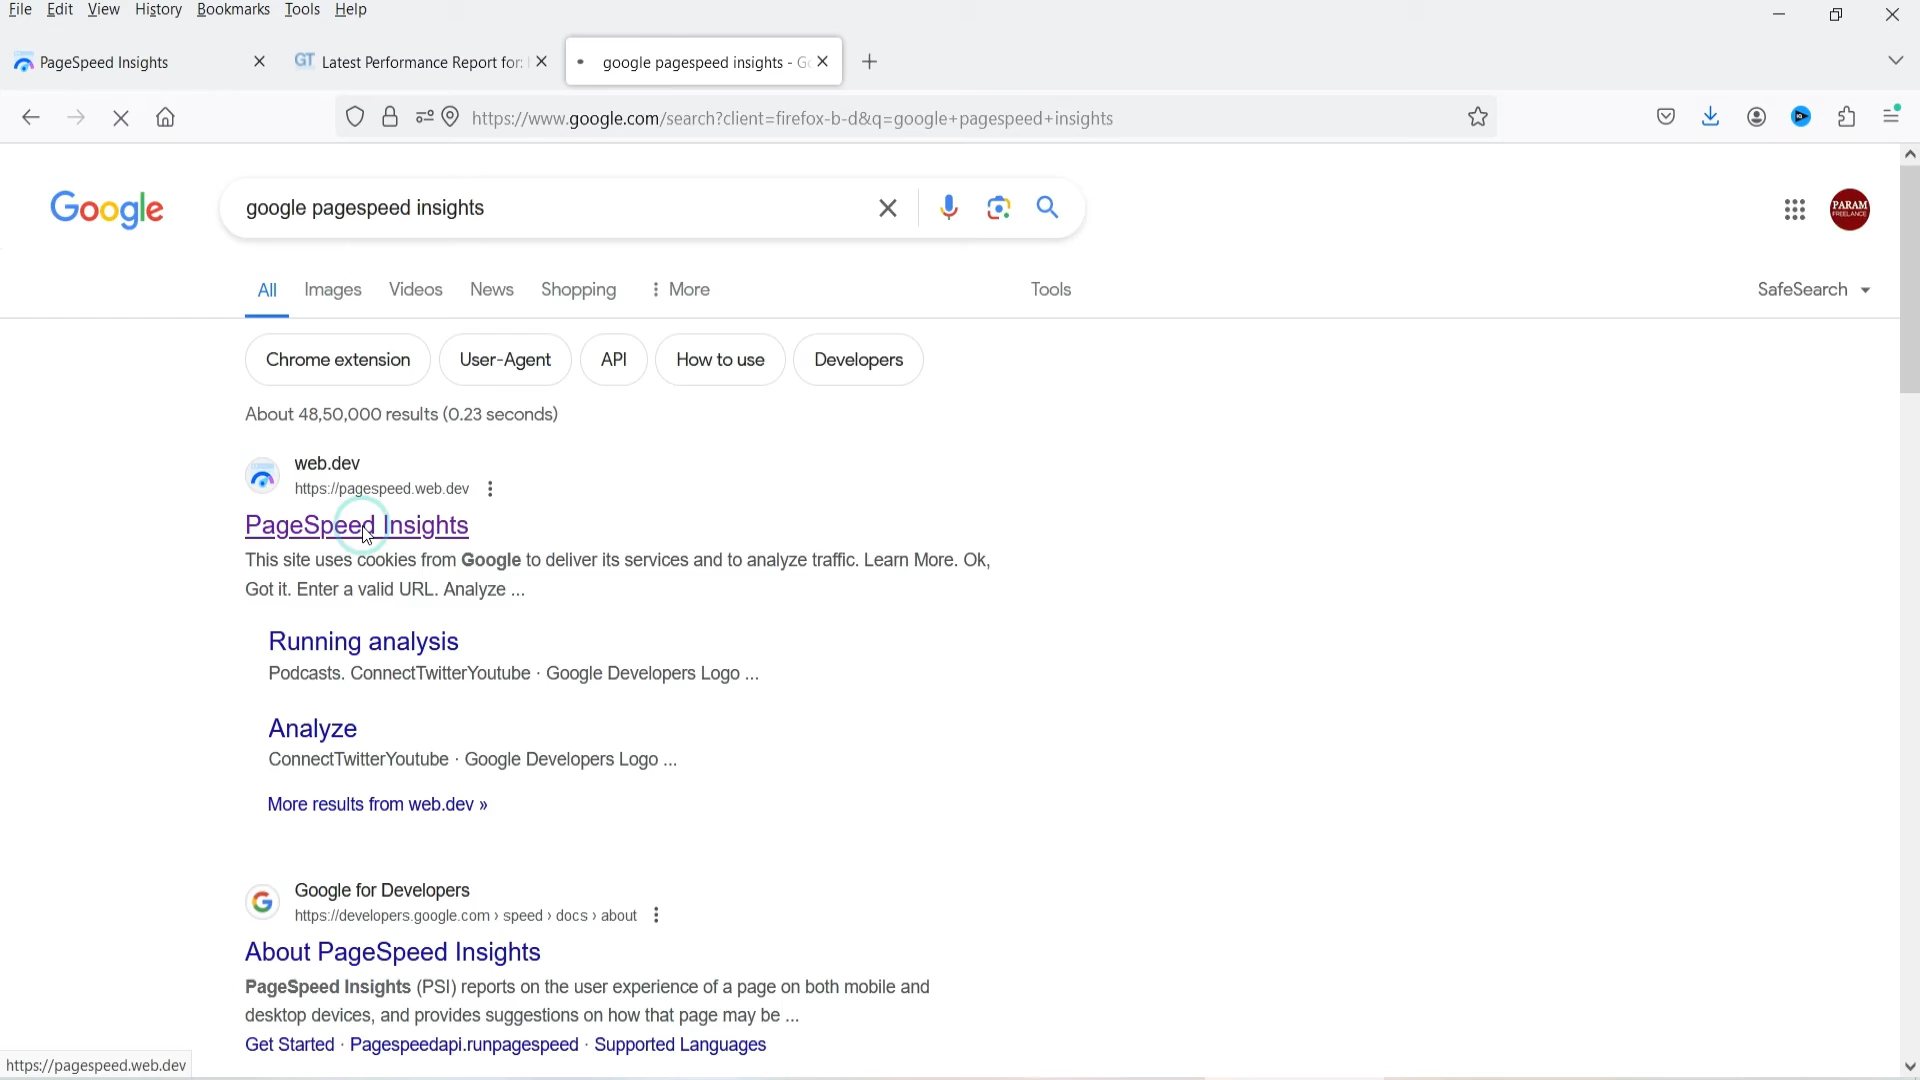 File Edit View History Bookmarks Tools Help
PageSpeed Insights
GT Latest Performance Report for:
google pagespeed insights - Go
https://www.google.com/search?client=firefox-b-d&q=google+pagespeed+insights
Google
google pagespeed insights
PARAM
FREELANCE
All Images Videos News Shopping More Tools SafeSearch
Chrome extension User-Agent API How to use Developers
About 48,50,000 results (0.23 seconds)
web.dev
https://pagespeed.web.dev
PageSpeed Insights
This site uses cookies from Google to deliver its services and to analyze traffic. Learn More. Ok,
Got it. Enter a valid URL. Analyze ...
Running analysis
Podcasts. ConnectTwitterYoutube · Google Developers Logo ...
Analyze
ConnectTwitterYoutube · Google Developers Logo ...
More results from web.dev »
Google for Developers
https://developers.google.com › speed › docs › about
About PageSpeed Insights
PageSpeed Insights (PSI) reports on the user experience of a page on both mobile and
desktop devices, and provides suggestions on how that page may be ...
Get Started · Pagespeedapi.runpagespeed · Supported Languages
https://pagespeed.web.dev